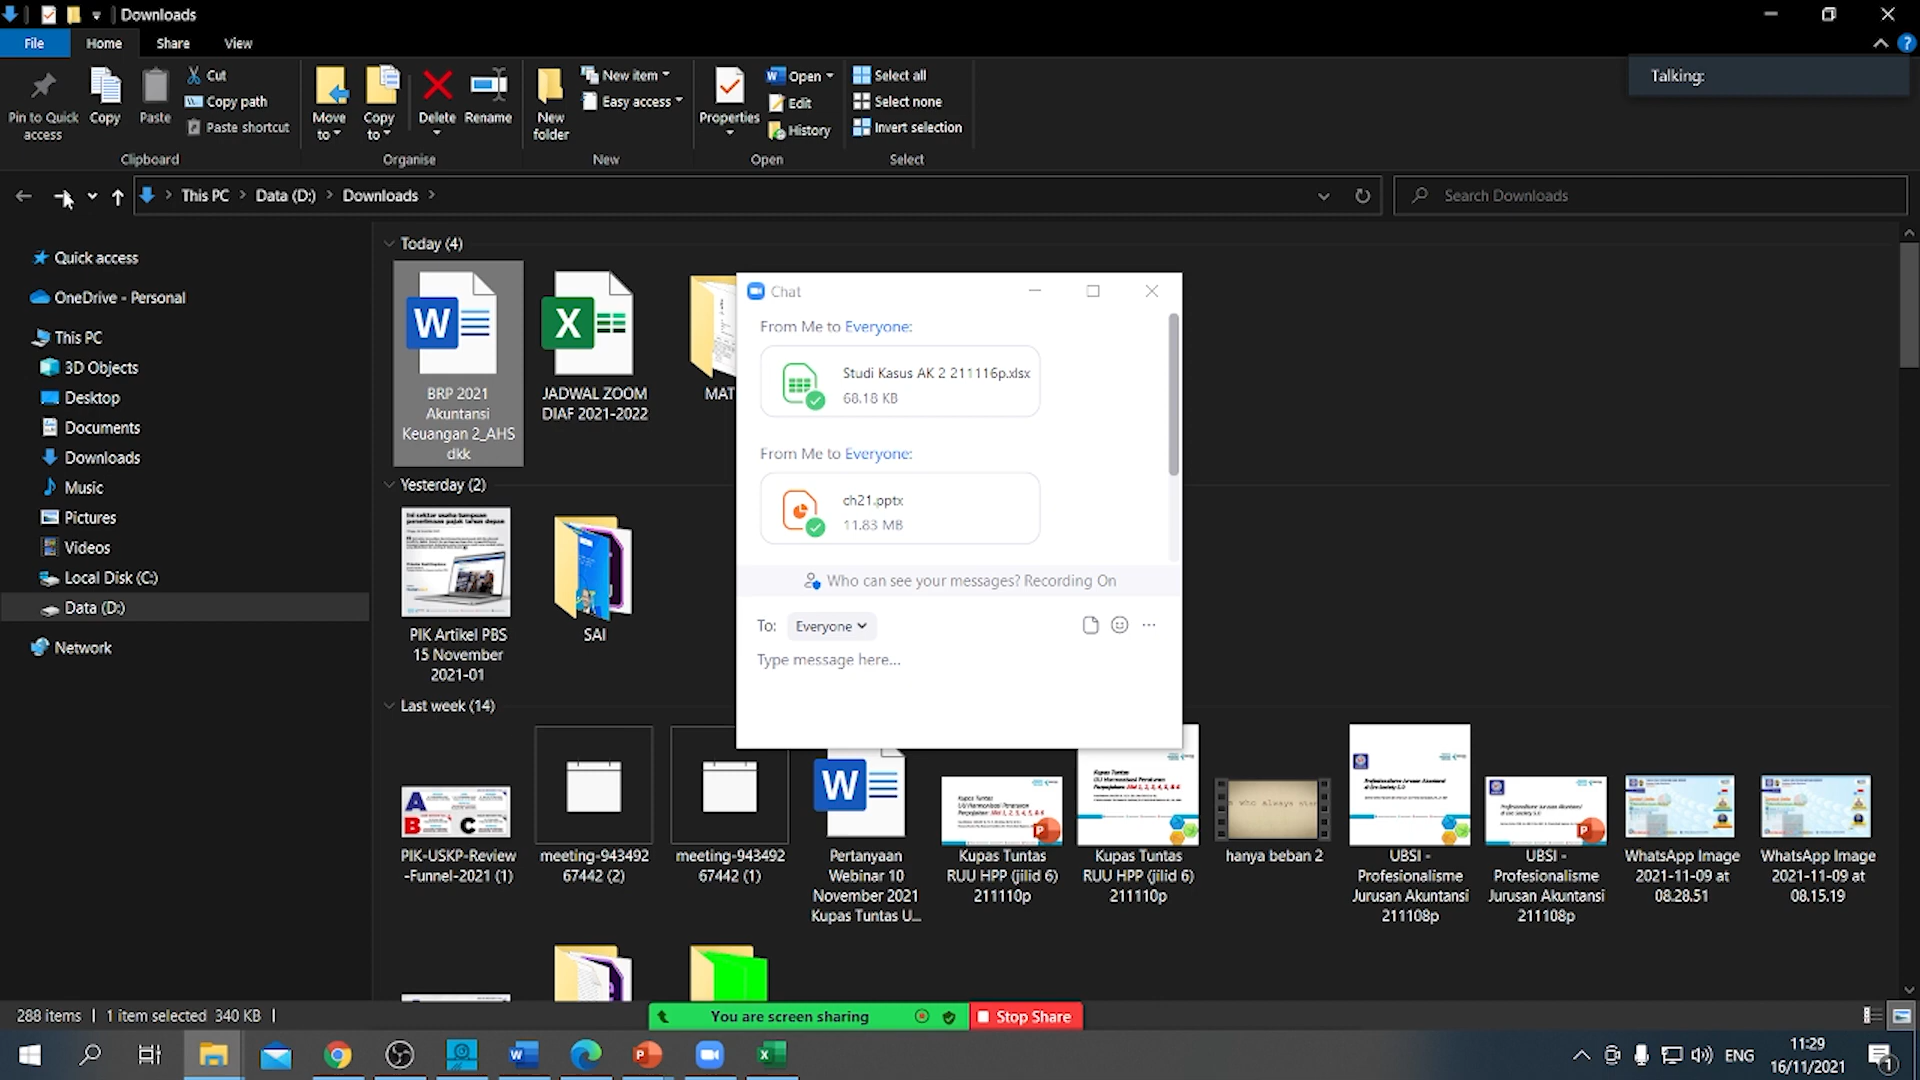 Downloads
File
Home
Share
View
Talking:
Pin to Quick
access
Copy
Paste
Cut
Copy path
Paste shortcut
Clipboard
Move
to
Copy
to
Delete
Rename
Organise
New
folder
New item
Easy access
New
Properties
Open
Edit
History
Open
Select all
Select none
Invert selection
Select
This PC
Data (D:)
Downloads
Search Downloads
Quick access
OneDrive - Personal
This PC
3D Objects
Desktop
Documents
Downloads
Music
Pictures
Videos
Local Disk (C:)
Data (D:)
Network
Today (4)
BRP 2021
Akuntansi
Keuangan 2_AHS
dkk
JADWAL ZOOM
DIAF 2021-2022
MAT
Chat
From Me to Everyone:
Studi Kasus AK 2 211116p.xlsx
68.18 KB
From Me to Everyone:
ch21.pptx
11.83 MB
Who can see your messages? Recording On
To:
Everyone
Type message here...
Yesterday (2)
Ini sektor usaha tumpuan
penerimaan pajak tahun depan
PIK Artikel PBS
15 November
2021-01
SAI
Last week (14)
A
B
C
PIK-USKP-Review
-Funnel-2021 (1)
meeting-943492
67442 (2)
meeting-943492
67442 (1)
Pertanyaan
Webinar 10
November 2021
Kupas Tuntas U...
Kupas Tuntas
RUU HPP (jilid 6)
211110p
Kupas Tuntas
RUU HPP (jilid 6)
211110p
hanya beban 2
UBSI -
Profesionalisme
Jurusan Akuntansi
211108p
UBSI -
Profesionalisme
Jurusan Akuntansi
211108p
WhatsApp Image
2021-11-09 at
08.28.51
WhatsApp Image
2021-11-09 at
08.15.19
288 items
1 item selected 340 KB
You are screen sharing
Stop Share
ENG
11:29
16/11/2021
1